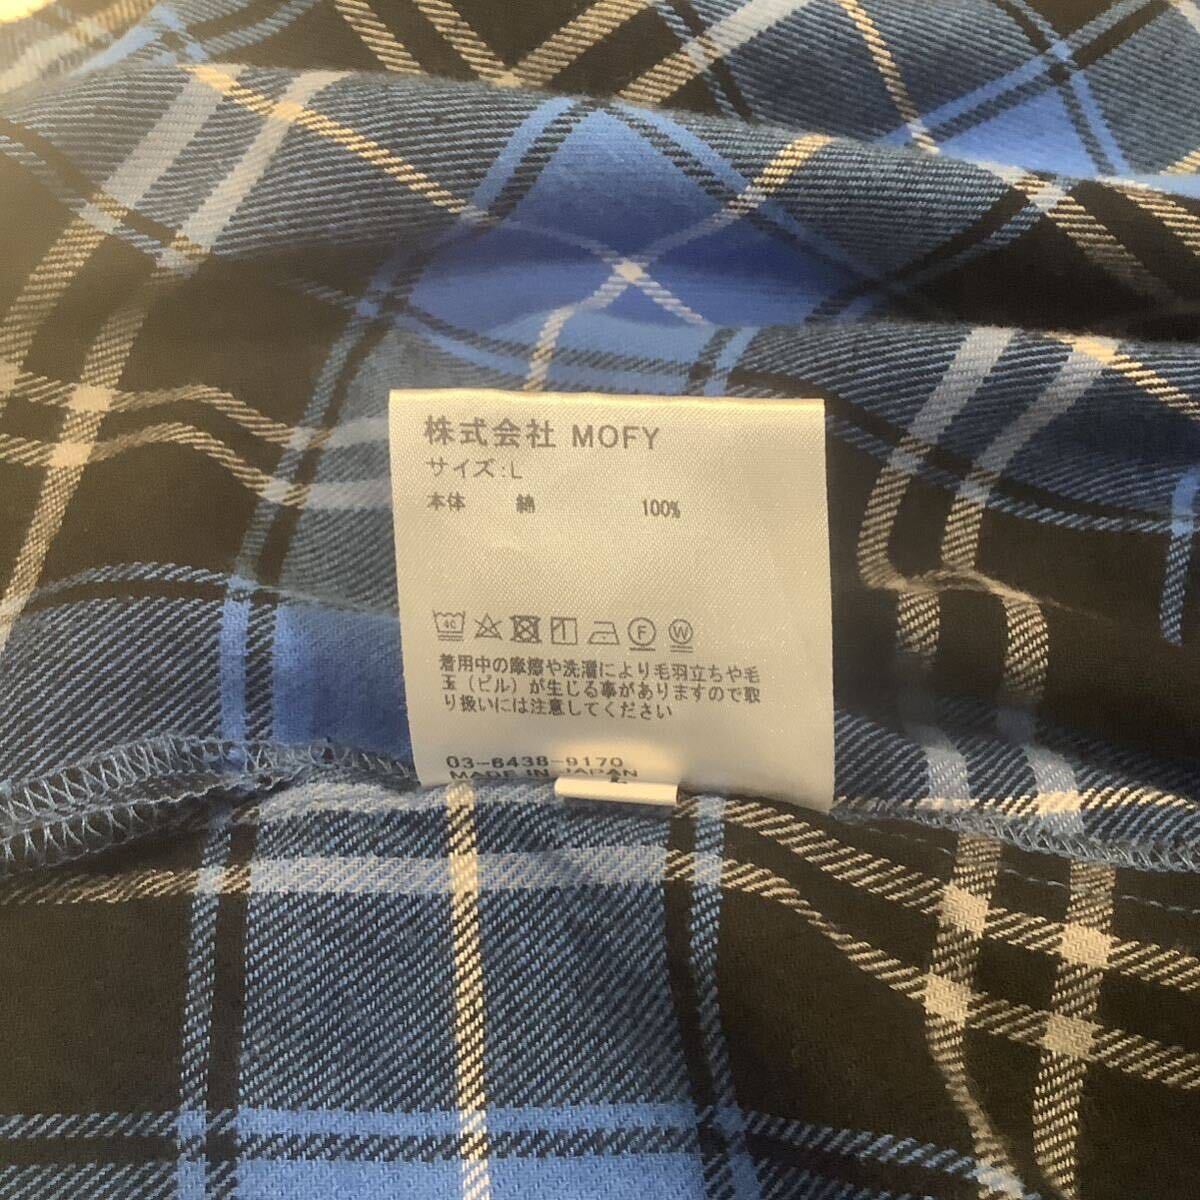 株式会社 MOFY
サイズ:L
本体 綿 100%
40
F W
着用中の摩擦や洗濯により毛羽立ちや毛
玉(ピル)が生じる事がありますので取
り扱いには注意してください
03-6438-9170
MADE IN JAPAN